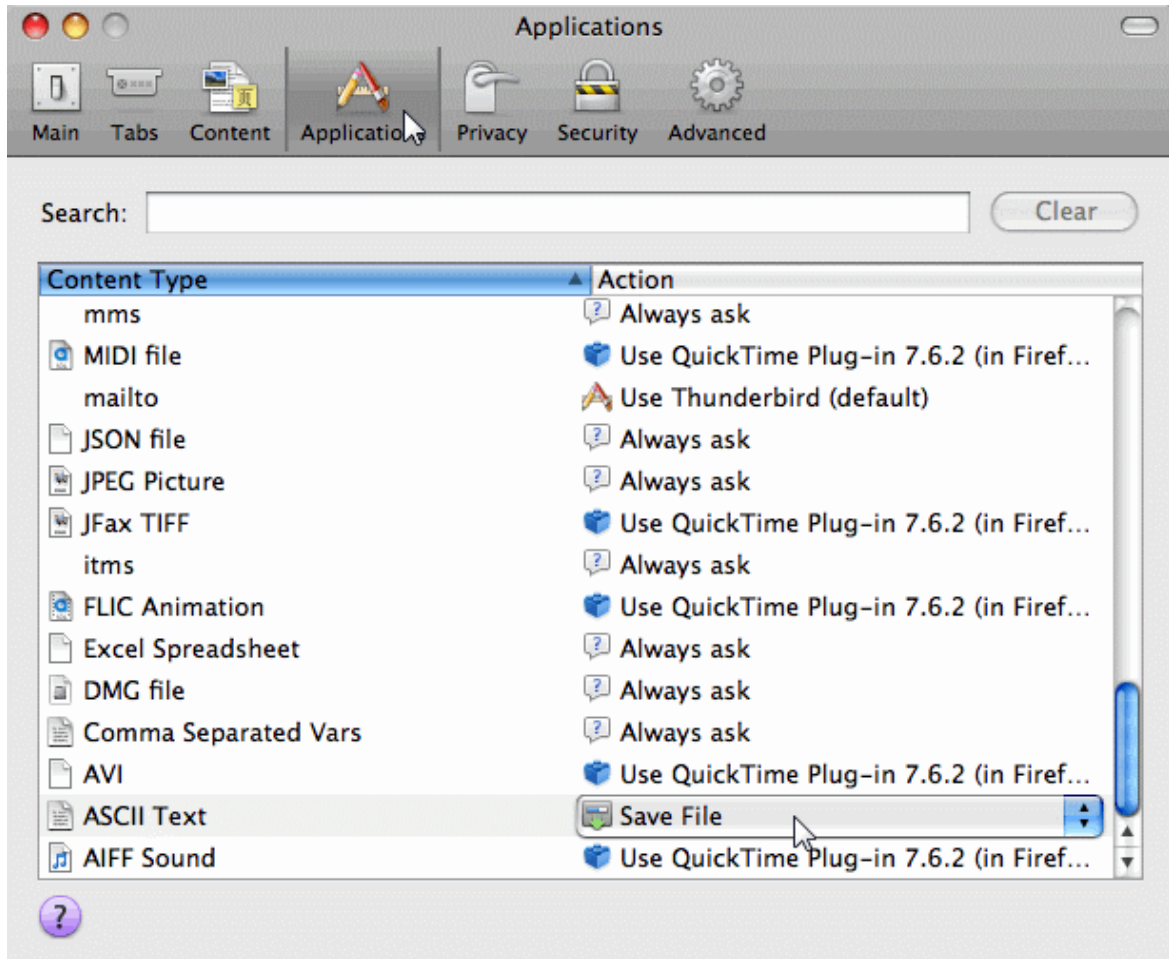 Applications
Main Tabs Content Applications Privacy Security Advanced
Search: Clear
Content Type Action
mms Always ask
MIDI file Use QuickTime Plug-in 7.6.2 (in Firef...
mailto Use Thunderbird (default)
JSON file Always ask
JPEG Picture Always ask
JFax TIFF Use QuickTime Plug-in 7.6.2 (in Firef...
itms Always ask
FLIC Animation Use QuickTime Plug-in 7.6.2 (in Firef...
Excel Spreadsheet Always ask
DMG file Always ask
Comma Separated Vars Always ask
AVI Use QuickTime Plug-in 7.6.2 (in Firef...
ASCII Text Save File
AIFF Sound Use QuickTime Plug-in 7.6.2 (in Firef...
?